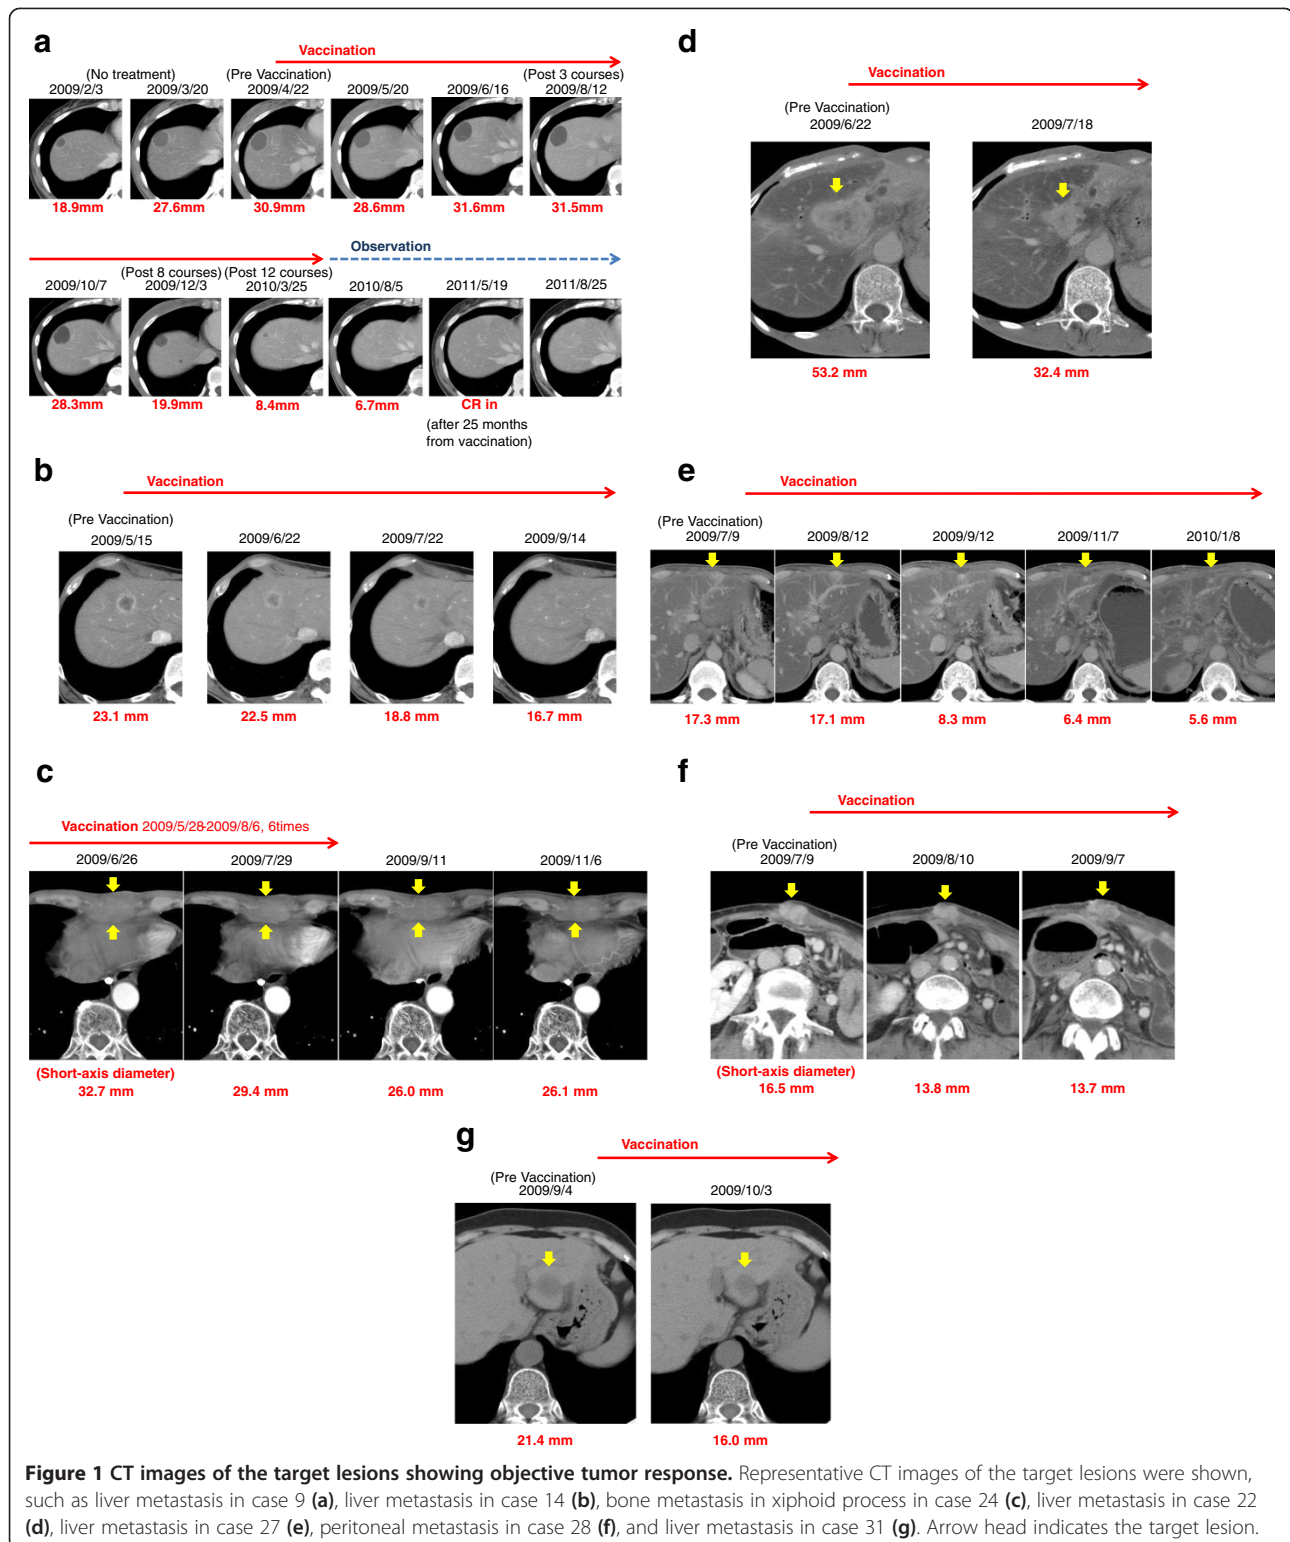 a
Vaccination
(No treatment) (Pre Vaccination) (Post 3 courses)
2009/2/3 2009/3/20 2009/4/22 2009/5/20 2009/6/16 2009/8/12
18.9mm 27.6mm 30.9mm 28.6mm 31.6mm 31.5mm
Observation
(Post 8 courses) (Post 12 courses)
2009/10/7 2009/12/3 2010/3/25 2010/8/5 2011/5/19 2011/8/25
28.3mm 19.9mm 8.4mm 6.7mm CR in
(after 25 months
from vaccination)
b
Vaccination
(Pre Vaccination)
2009/5/15 2009/6/22 2009/7/22 2009/9/14
23.1 mm 22.5 mm 18.8 mm 16.7 mm
c
Vaccination 2009/5/28-2009/8/6, 6times
2009/6/26 2009/7/29 2009/9/11 2009/11/6
(Short-axis diameter)
32.7 mm 29.4 mm 26.0 mm 26.1 mm
d
Vaccination
(Pre Vaccination)
2009/6/22 2009/7/18
53.2 mm 32.4 mm
e
Vaccination
(Pre Vaccination)
2009/7/9 2009/8/12 2009/9/12 2009/11/7 2010/1/8
17.3 mm 17.1 mm 8.3 mm 6.4 mm 5.6 mm
f
Vaccination
(Pre Vaccination)
2009/7/9 2009/8/10 2009/9/7
(Short-axis diameter)
16.5 mm 13.8 mm 13.7 mm
g
Vaccination
(Pre Vaccination)
2009/9/4 2009/10/3
21.4 mm 16.0 mm
Figure 1 CT images of the target lesions showing objective tumor response. Representative CT images of the target lesions were shown,
such as liver metastasis in case 9 (a), liver metastasis in case 14 (b), bone metastasis in xiphoid process in case 24 (c), liver metastasis in case 22
(d), liver metastasis in case 27 (e), peritoneal metastasis in case 28 (f), and liver metastasis in case 31 (g). Arrow head indicates the target lesion.